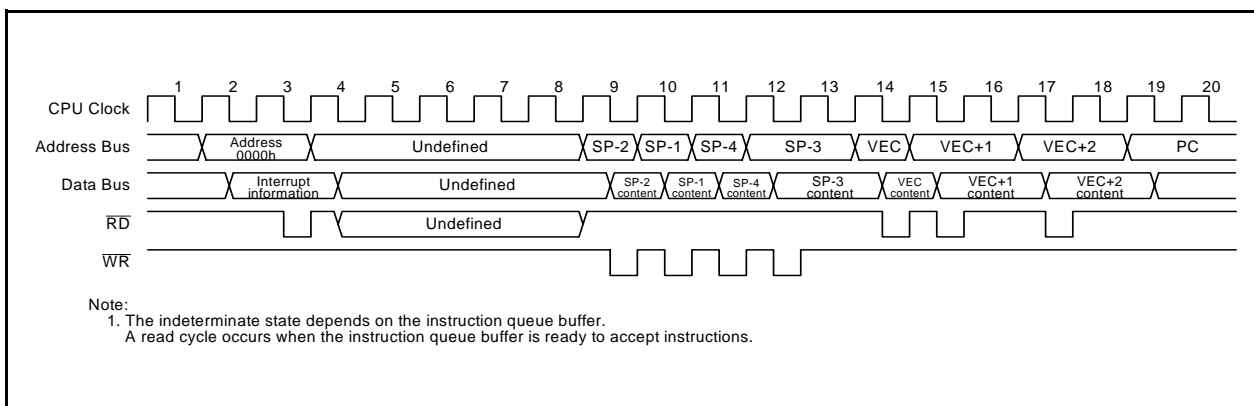 1 2 3 4 5 6 7 8 9 10 11 12 13 14 15 16 17 18 19 20
CPU Clock
Address Bus Address 0000h Undefined SP-2 SP-1 SP-4 SP-3 VEC VEC+1 VEC+2 PC
Data Bus Interrupt information Undefined SP-2 content SP-1 content SP-4 content SP-3 content VEC content VEC+1 content VEC+2 content
RD Undefined
WR
Note:
1. The indeterminate state depends on the instruction queue buffer.
A read cycle occurs when the instruction queue buffer is ready to accept instructions.